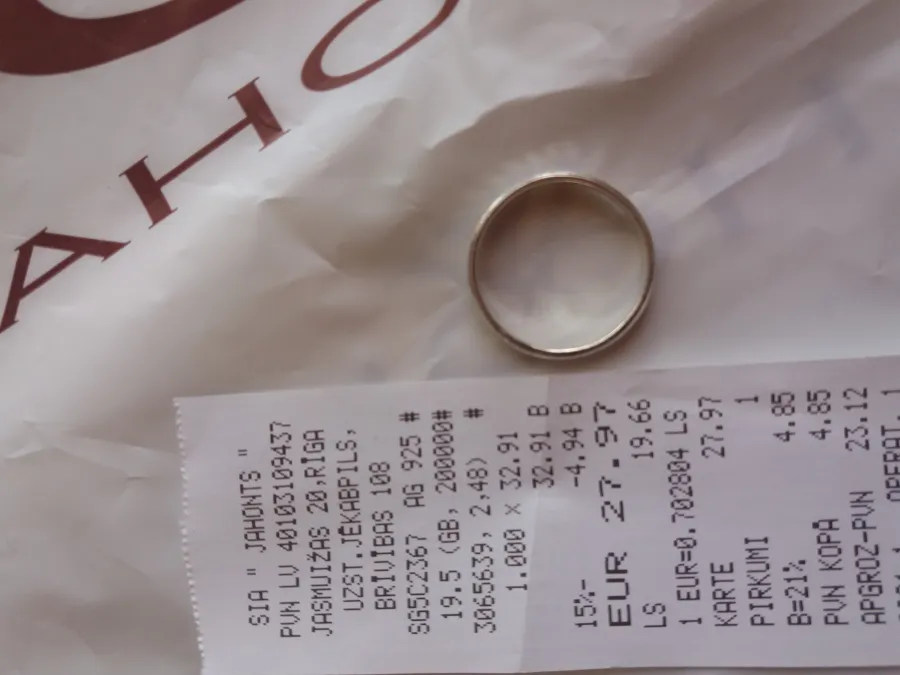 AHO
SIA " JAHONTS "
PVN LV 40103109437
JASMUIŽAS 20,RĪGA
UZST.JĒKABPILS,
BRĪVĪBAS 108
SG5C2367 AG 925 #
19.5 (GB, 200000#
3065639, 2,48) #
1.000 X 32.91
32.91 B
15%- -4.94 B
EUR 27.97
LS 19.66
1 EUR=0.702804 LS
KARTE 27.97
PIRKUMI 1
B=21% 4.85
PVN KOPĀ 4.85
APGROZ-PVN 23.12